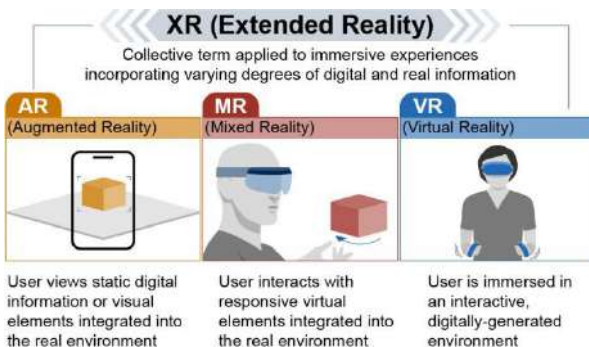 XR (Extended Reality)
Collective term applied to immersive experiences
incorporating varying degrees of digital and real information
AR
(Augmented Reality)
User views static digital
information or visual
elements integrated into
the real environment
MR
(Mixed Reality)
User interacts with
responsive virtual
elements integrated into
the real environment
VR
(Virtual Reality)
User is immersed in
an interactive,
digitally-generated
environment